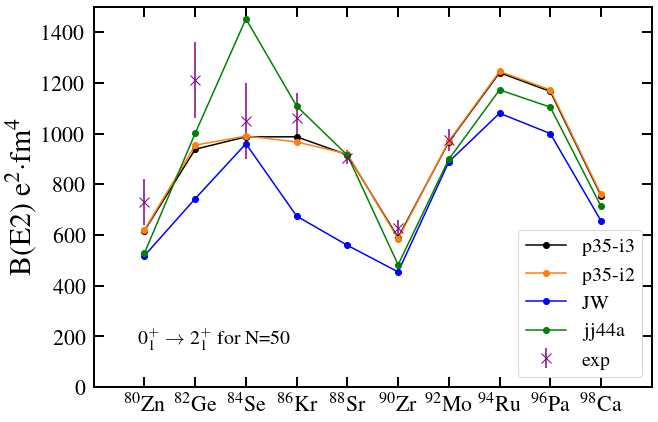 1400
1200
1000
800
600
400
200
0
B(E2) e²·fm⁴
0₁⁺ → 2₁⁺ for N=50
p35-i3
p35-i2
JW
jj44a
exp
⁸⁰Zn ⁸²Ge ⁸⁴Se ⁸⁶Kr ⁸⁸Sr ⁹⁰Zr ⁹²Mo ⁹⁴Ru ⁹⁶Pa ⁹⁸Ca